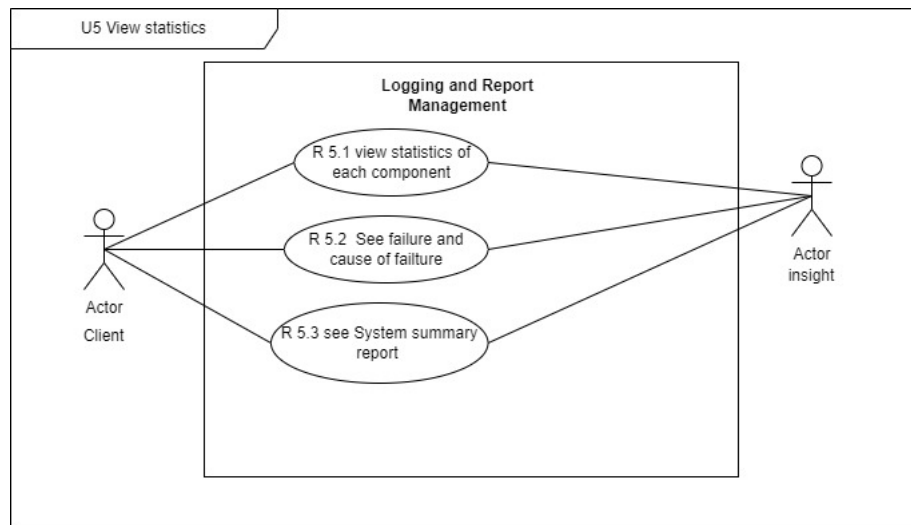 U5 View statistics
Logging and Report
Management
R 5.1 view statistics of
each component
R 5.2 See failure and
cause of failture
R 5.3 see System summary
report
Actor
Client
Actor
insight